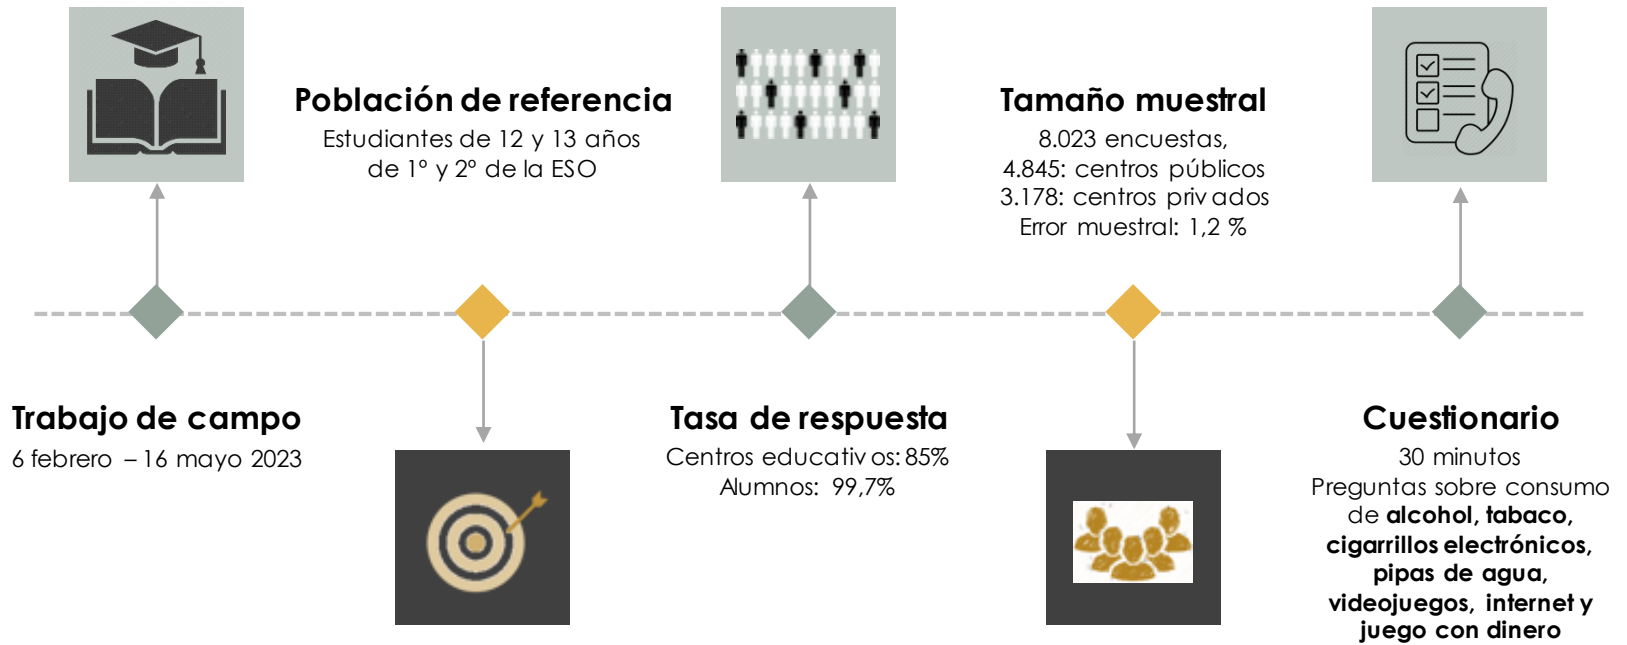 Población de referencia
Estudiantes de 12 y 13 años
de 1º y 2º de la ESO
Tamaño muestral
8.023 encuestas,
4.845: centros públicos
3.178: centros privados
Error muestral: 1,2 %
Trabajo de campo
6 febrero – 16 mayo 2023
Tasa de respuesta
Centros educativos: 85%
Alumnos: 99,7%
Cuestionario
30 minutos
Preguntas sobre consumo
de alcohol, tabaco,
cigarrillos electrónicos,
pipas de agua,
videojuegos, internet y
juego con dinero